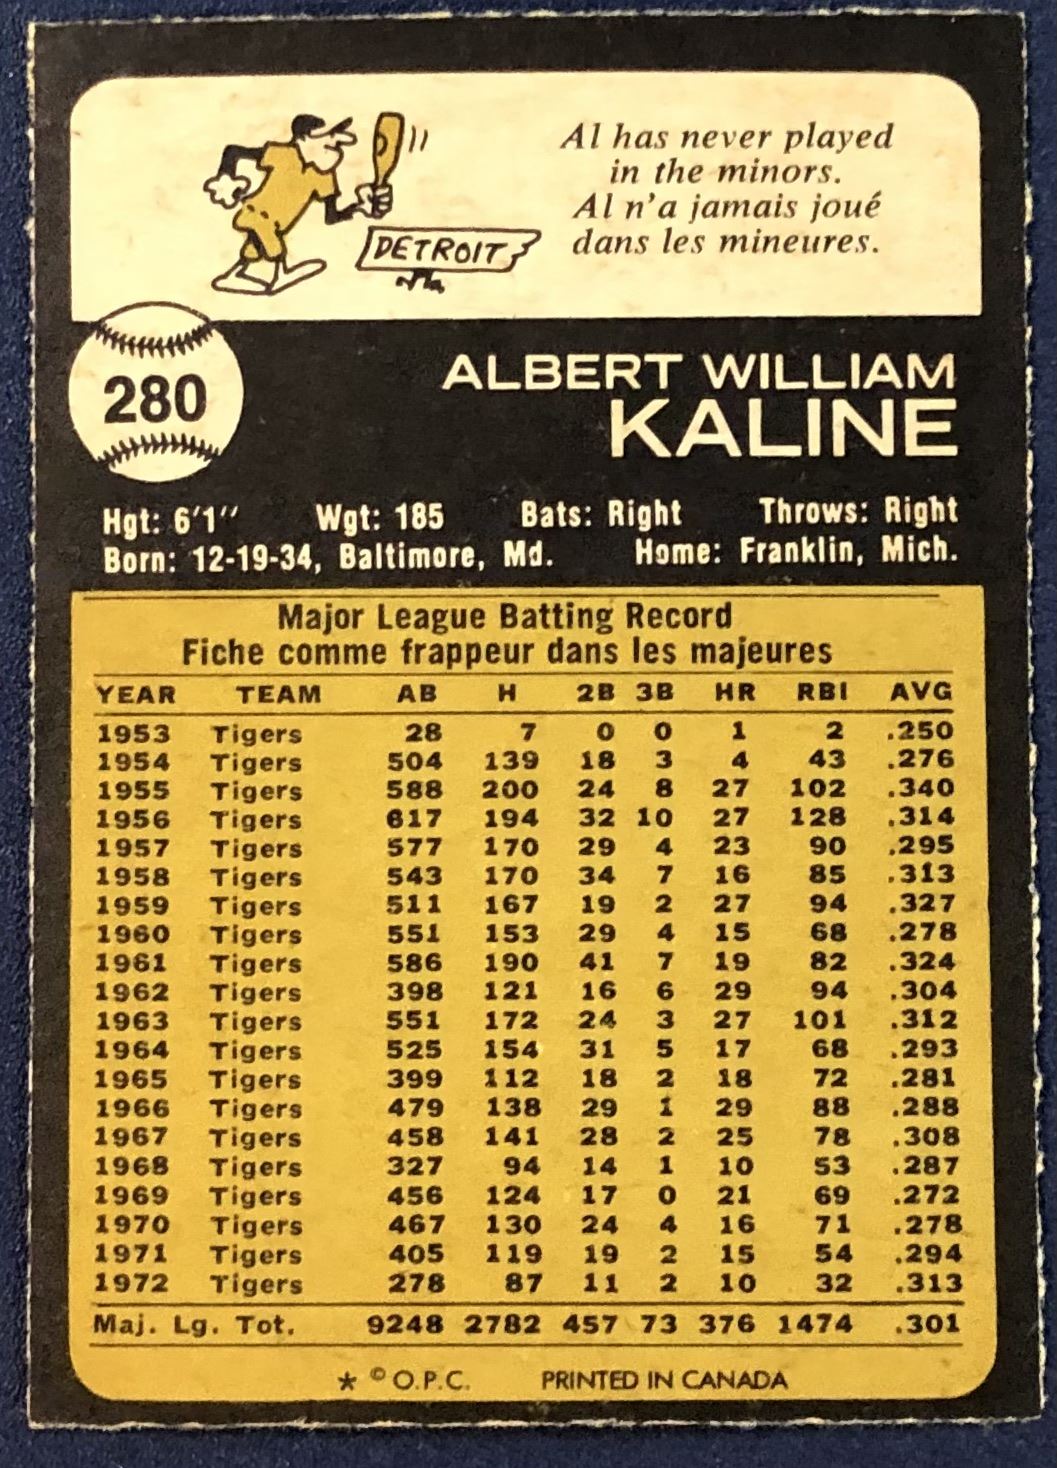 Al has never played
in the minors.
Al n'a jamais joué
dans les mineures.
DETROIT
280
ALBERT WILLIAM
KALINE
Hgt: 6'1" Wgt: 185 Bats: Right Throws: Right
Born: 12-19-34, Baltimore, Md. Home: Franklin, Mich.
Major League Batting Record
Fiche comme frappeur dans les majeures
YEAR TEAM AB H 2B 3B HR RBI AVG
1953 Tigers 28 7 0 0 1 2 .250
1954 Tigers 504 139 18 3 4 43 .276
1955 Tigers 588 200 24 8 27 102 .340
1956 Tigers 617 194 32 10 27 128 .314
1957 Tigers 577 170 29 4 23 90 .295
1958 Tigers 543 170 34 7 16 85 .313
1959 Tigers 511 167 19 2 27 94 .327
1960 Tigers 551 153 29 4 15 68 .278
1961 Tigers 586 190 41 7 19 82 .324
1962 Tigers 398 121 16 6 29 94 .304
1963 Tigers 551 172 24 3 27 101 .312
1964 Tigers 525 154 31 5 17 68 .293
1965 Tigers 399 112 18 2 18 72 .281
1966 Tigers 479 138 29 1 29 88 .288
1967 Tigers 458 141 28 2 25 78 .308
1968 Tigers 327 94 14 1 10 53 .287
1969 Tigers 456 124 17 0 21 69 .272
1970 Tigers 467 130 24 4 16 71 .278
1971 Tigers 405 119 19 2 15 54 .294
1972 Tigers 278 87 11 2 10 32 .313
Maj. Lg. Tot. 9248 2782 457 73 376 1474 .301
* © O.P.C. PRINTED IN CANADA